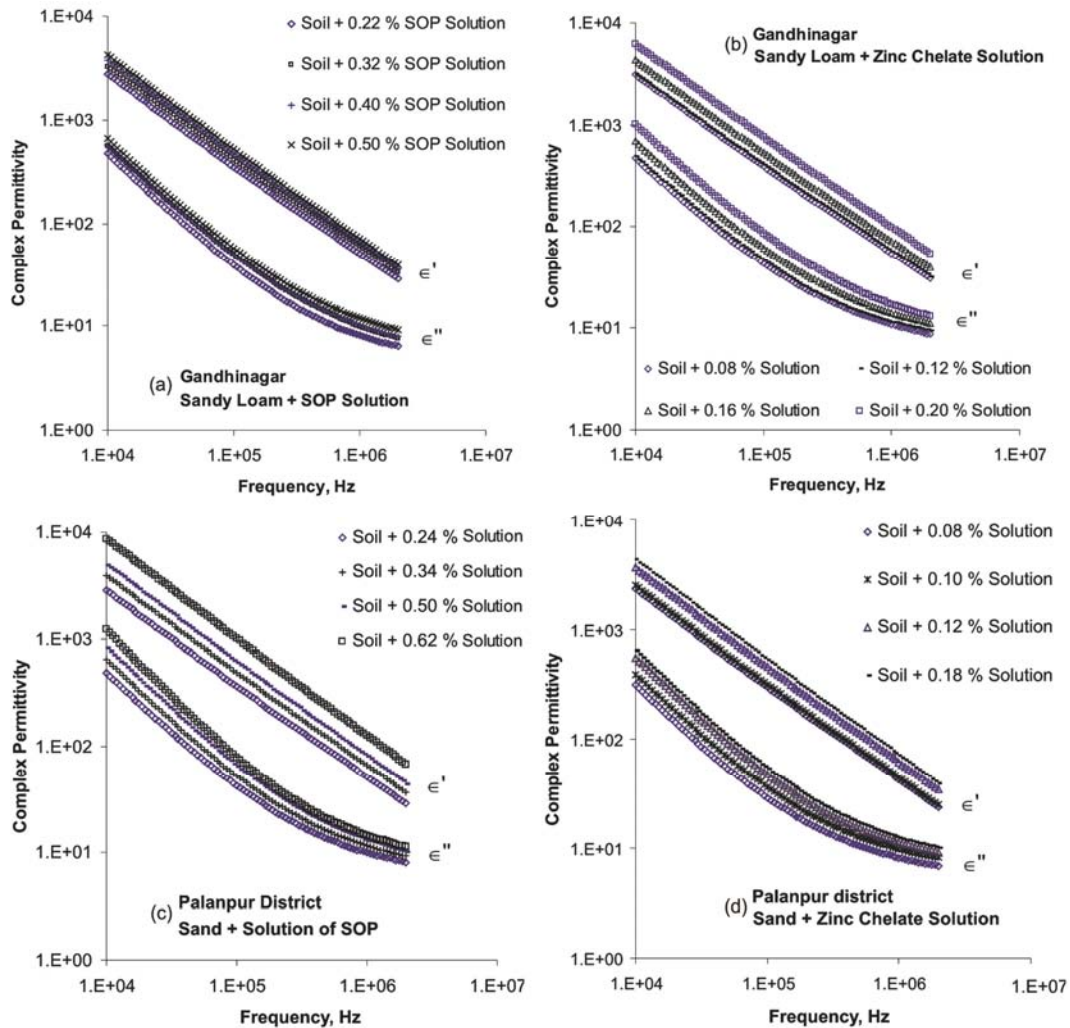 1.E+05
1.E+04
1.E+03
1.E+02
1.E+01
1.E+00
Complex Permittivity
Soil + 0.22 % SOP Solution
Soil + 0.32 % SOP Solution
Soil + 0.40 % SOP Solution
Soil + 0.50 % SOP Solution
∈'
∈"
(a) Gandhinagar
Sandy Loam + SOP Solution
1.E+04 1.E+05 1.E+06 1.E+07
Frequency, Hz
1.E+04
1.E+03
1.E+02
1.E+01
1.E+00
Complex Permittivity
(b) Gandhinagar
Sandy Loam + Zinc Chelate Solution
∈'
∈"
Soil + 0.08 % Solution Soil + 0.12 % Solution
Soil + 0.16 % Solution Soil + 0.20 % Solution
1.E+04 1.E+05 1.E+06 1.E+07
Frequency, Hz
1.E+04
1.E+03
1.E+02
1.E+01
1.E+00
Complex Permittivity
Soil + 0.24 % Solution
Soil + 0.34 % Solution
Soil + 0.50 % Solution
Soil + 0.62 % Solution
∈'
∈"
(c) Palanpur District
Sand + Solution of SOP
1.E+04 1.E+05 1.E+06 1.E+07
Frequency, Hz
1.E+04
1.E+03
1.E+02
1.E+01
1.E+00
Complex Permittivity
Soil + 0.08 % Solution
Soil + 0.10 % Solution
Soil + 0.12 % Solution
Soil + 0.18 % Solution
∈'
∈"
(d) Palanpur district
Sand + Zinc Chelate Solution
1.E+04 1.E+05 1.E+06 1.E+07
Frequency, Hz